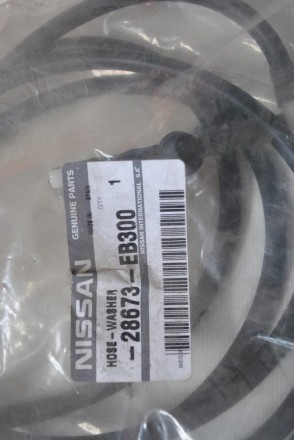 NISSAN
GENUINE PARTS
HOSE-WASHER
QTY
1
28673-EB300
NISSAN INTERNATIONAL S.A